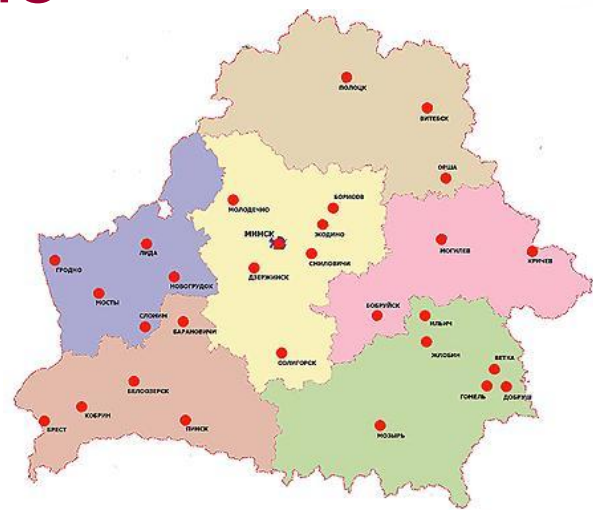 ПОЛОЦК
ВИТЕБСК
ОРША
МОЛОДЕЧНО
БОРИСОВ
МИНСК
ЖОДИНО
СМИЛОВИЧИ
ДЗЕРЖИНСК
МОГИЛЕВ
КРИЧЕВ
ЛИДА
ГРОДНО
НОВОГРУДОК
МОСТЫ
СЛОНИМ
БАРАНОВИЧИ
БОБРУЙСК
ИЛЬИЧ
ЖЛОБИН
СОЛИГОРСК
ВЕТКА
ГОМЕЛЬ
ДОБРУШ
БЕЛООЗЕРСК
КОБРИН
БРЕСТ
ПИНСК
МОЗЫРЬ